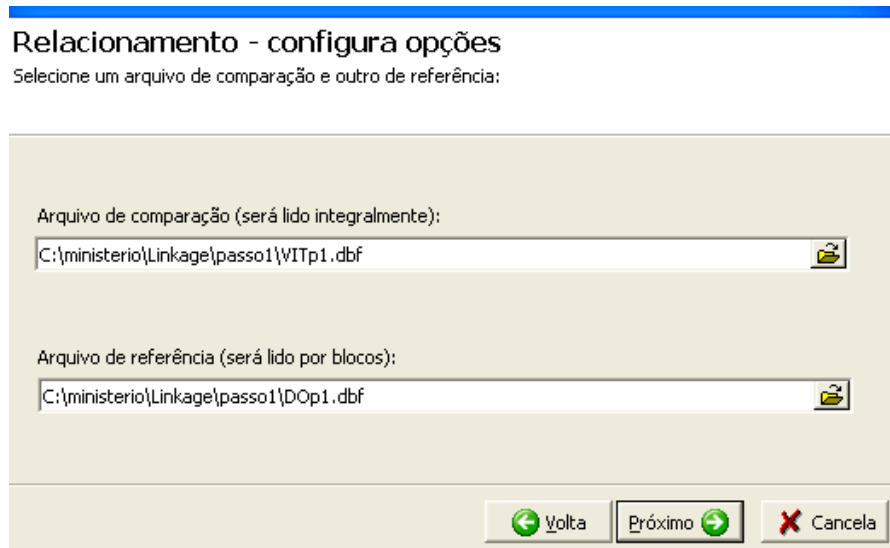 Relacionamento - configura opções
Selecione um arquivo de comparação e outro de referência:
Arquivo de comparação (será lido integralmente):
C:\ministerio\Linkage\passo1\VITp1.dbf
Arquivo de referência (será lido por blocos):
C:\ministerio\Linkage\passo1\DOp1.dbf
Volta Próximo Cancela